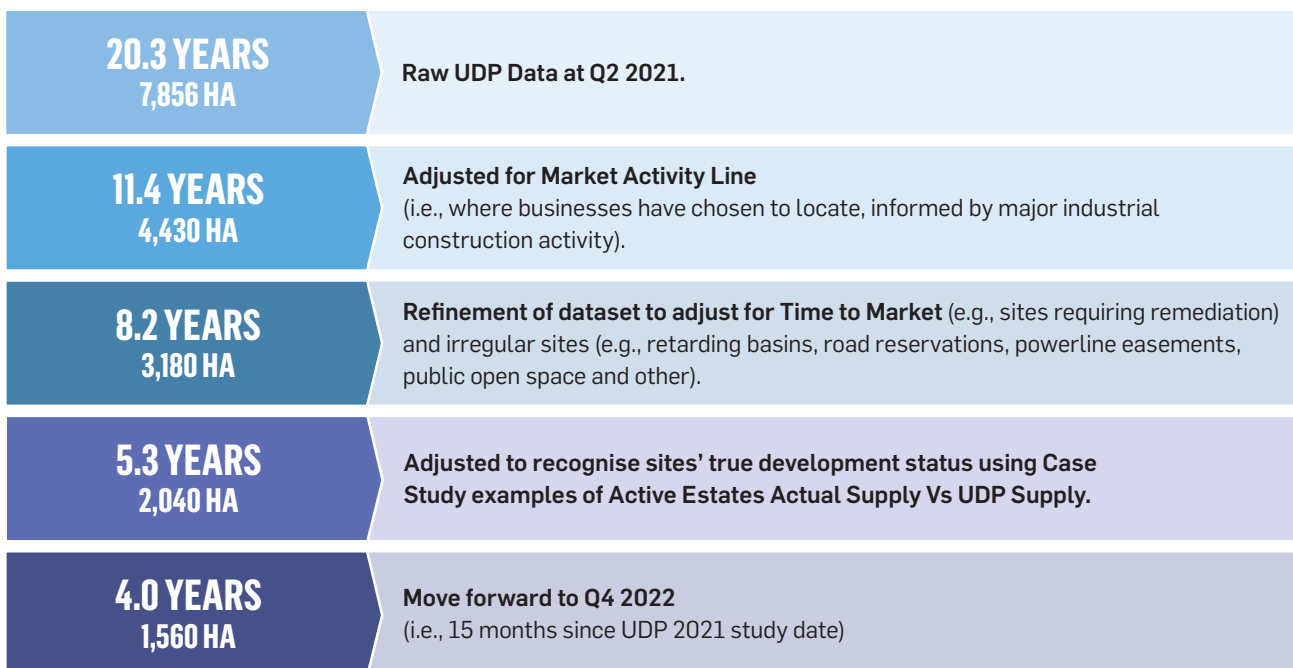 20.3 YEARS
7,856 HA
Raw UDP Data at Q2 2021.
11.4 YEARS
4,430 HA
Adjusted for Market Activity Line
(i.e., where businesses have chosen to locate, informed by major industrial
construction activity).
8.2 YEARS
3,180 HA
Refinement of dataset to adjust for Time to Market (e.g., sites requiring remediation)
and irregular sites (e.g., retarding basins, road reservations, powerline easements,
public open space and other).
5.3 YEARS
2,040 HA
Adjusted to recognise sites’ true development status using Case
Study examples of Active Estates Actual Supply Vs UDP Supply.
4.0 YEARS
1,560 HA
Move forward to Q4 2022
(i.e., 15 months since UDP 2021 study date)